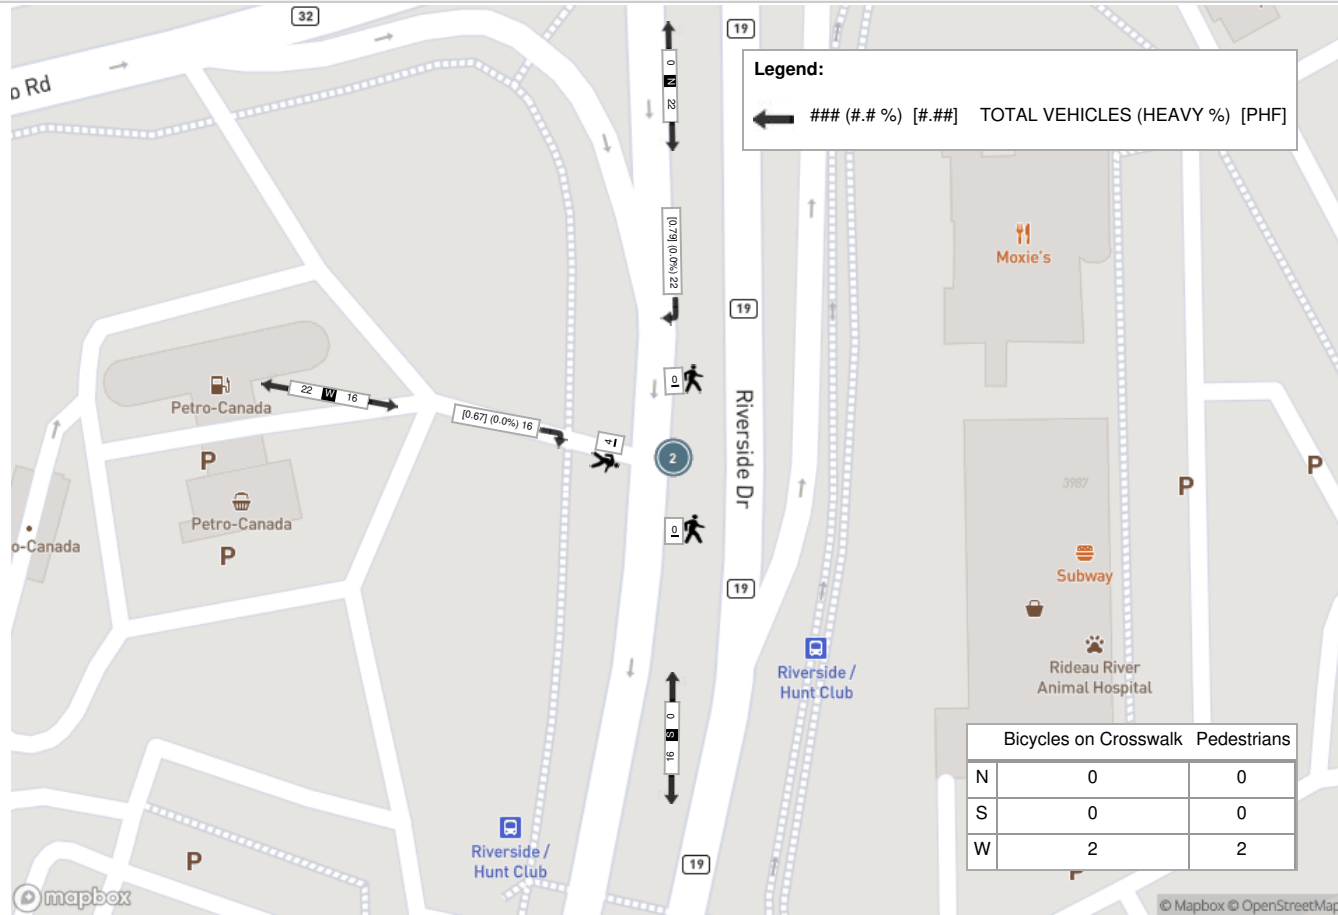 32
19
Legend:
### (#.# %) [#.##] TOTAL VEHICLES (HEAVY %) [PHF]
0 N 22
[0.79] (0.0%) 22
Moxie's
19
0
22 W 16
Petro-Canada
[0.67] (0.0%) 16
4
2
Riverside Dr
P
P
P
3987
Petro-Canada
o-Canada
0
P
Subway
19
Riverside /
Hunt Club
Rideau River
Animal Hospital
0 S 16
Bicycles on Crosswalk Pedestrians
N 0 0
S 0 0
W 2 2
Riverside /
Hunt Club
P
19
mapbox
© Mapbox © OpenStreetMap
o Rd